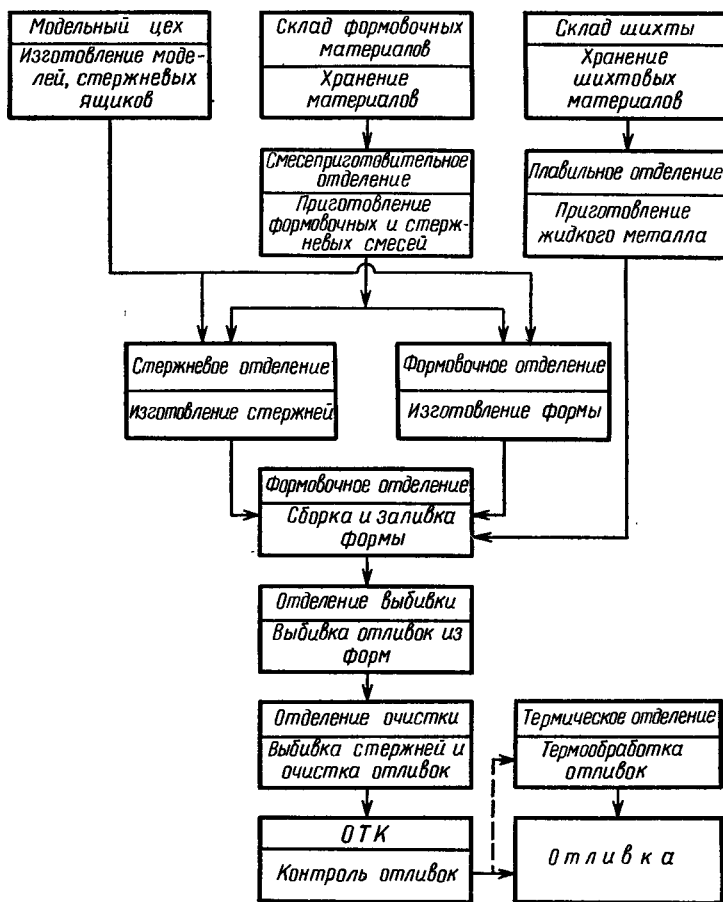 Модельный цех
Изготовление моде-
лей, стержневых
ящиков
Склад формовочных
материалов
Хранение
материалов
Склад шихты
Хранение
шихтовых
материалов
Смесеприготовительное
отделение
Приготовление
формовочных и стерж-
невых смесей
Плавильное отделение
Приготовление
жидкого металла
Стержневое отделение
Изготовление стержней
Формовочное отделение
Изготовление формы
Формовочное отделение
Сборка и заливка
формы
Отделение выбивки
Выбивка отливок из
форм
Отделение очистки
Выбивка стержней и
очистка отливок
Термическое отделение
Термообработка
отливок
ОТК
Контроль отливок
Отливка